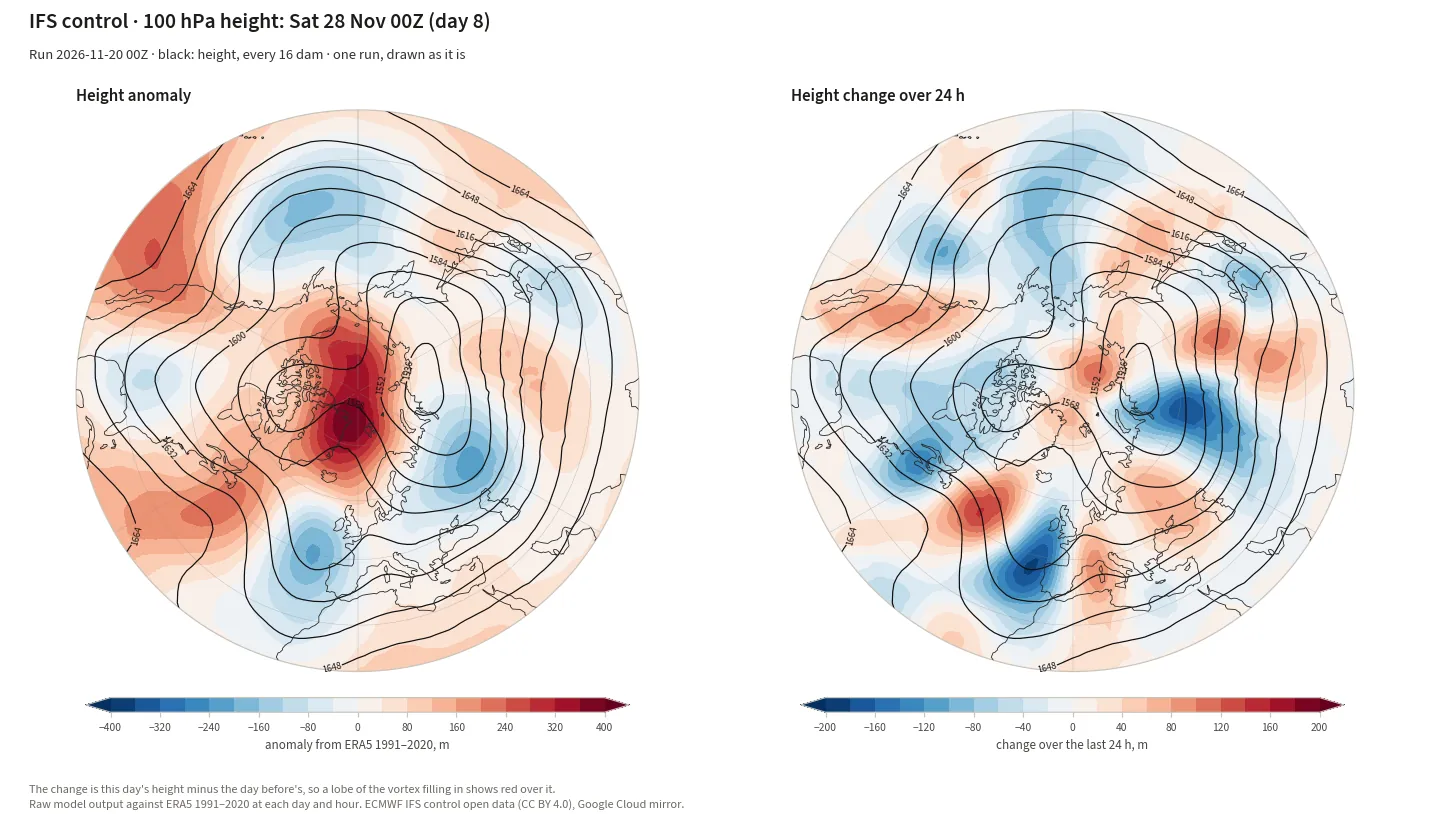 IFS control · 100 hPa height: Sat 28 Nov 00Z (day 8)
Run 2026-11-20 00Z · black: height, every 16 dam · one run, drawn as it is
Height anomaly
Height change over 24 h
1664
1648
1664
1616
1584
1600
1552
1536
1632
1664
1648
1664
1648
1664
1616
1584
1600
1552
1536
1568
1632
1664
1648
−400 −320 −240 −160 −80 0 80 160 240 320 400
anomaly from ERA5 1991–2020, m
−200 −160 −120 −80 −40 0 40 80 120 160 200
change over the last 24 h, m
The change is this day's height minus the day before's, so a lobe of the vortex filling in shows red over it.
Raw model output against ERA5 1991–2020 at each day and hour. ECMWF IFS control open data (CC BY 4.0), Google Cloud mirror.